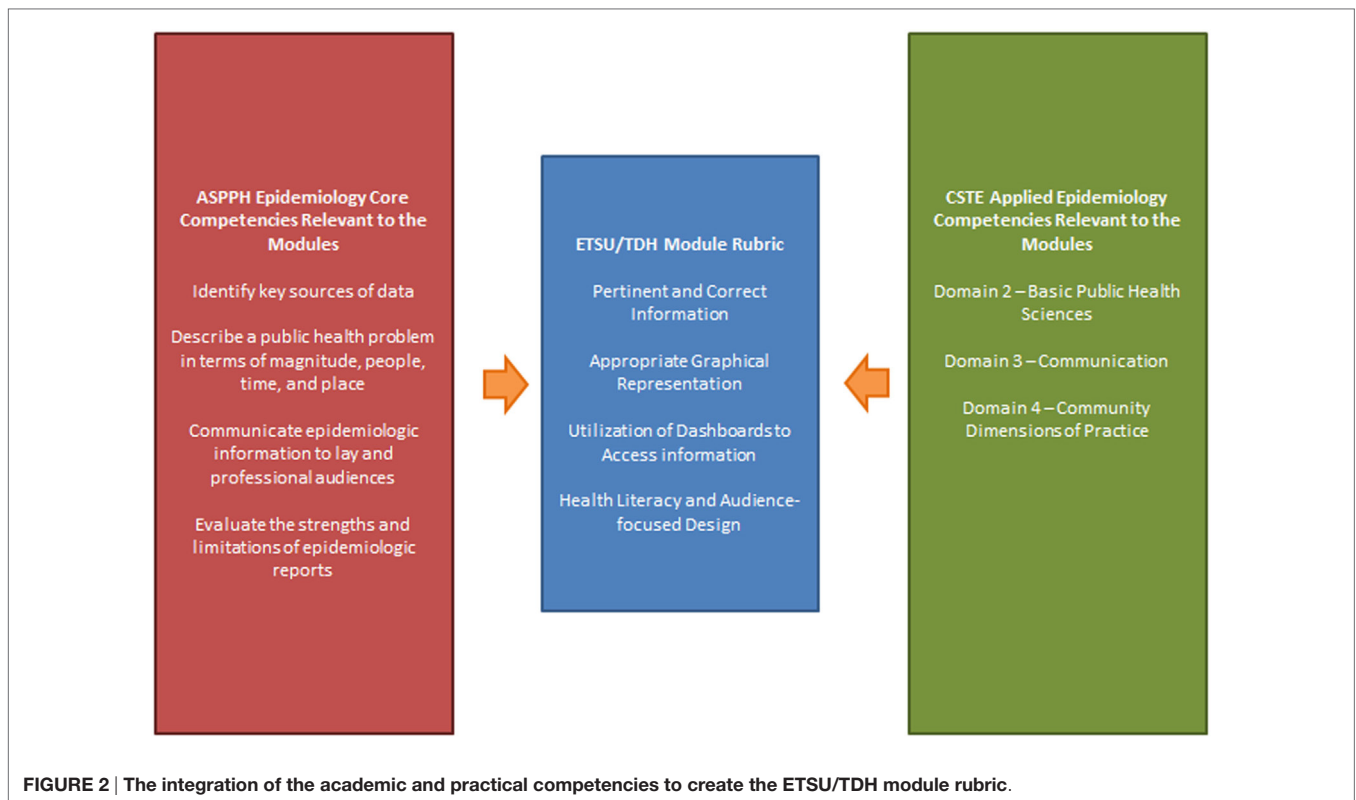 ASPPH Epidemiology Core
Competencies Relevant to the
Modules
Identify key sources of data
Describe a public health problem
in terms of magnitude, people,
time, and place
Communicate epidemiologic
information to lay and
professional audiences
Evaluate the strengths and
limitations of epidemiologic
reports
ETSU/TDH Module Rubric
Pertinent and Correct
Information
Appropriate Graphical
Representation
Utilization of Dashboards to
Access information
Health Literacy and Audience-
focused Design
CSTE Applied Epidemiology
Competencies Relevant to the
Modules
Domain 2 – Basic Public Health
Sciences
Domain 3 – Communication
Domain 4 – Community
Dimensions of Practice
FIGURE 2 | The integration of the academic and practical competencies to create the ETSU/TDH module rubric.